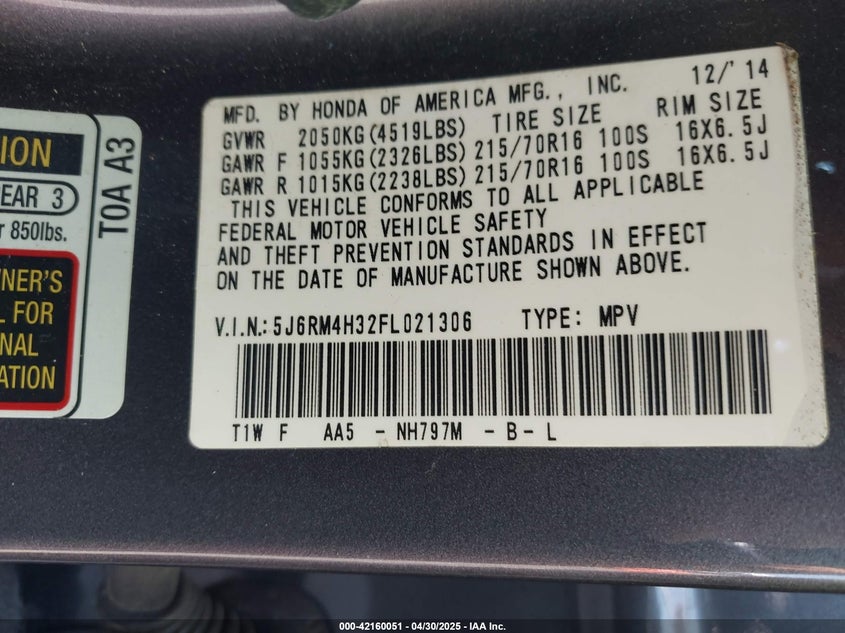 MFD. BY HONDA OF AMERICA MFG., INC. 12/'14
GVWR 2050KG(4519LBS) TIRE SIZE RIM SIZE
GAWR F 1055KG(2326LBS) 215/70R16 100S 16X6.5J
GAWR R 1015KG(2238LBS) 215/70R16 100S 16X6.5J
THIS VEHICLE CONFORMS TO ALL APPLICABLE
FEDERAL MOTOR VEHICLE SAFETY
AND THEFT PREVENTION STANDARDS IN EFFECT
ON THE DATE OF MANUFACTURE SHOWN ABOVE.
V.I.N.:5J6RM4H32FL021306 TYPE: MPV
T1W F AA5 - NH797M - B - L
ION
EAR 3
r 850lbs.
WNER'S
L FOR
NAL
ATION
T0A A3
000-42160051 - 04/30/2025 - IAA Inc.